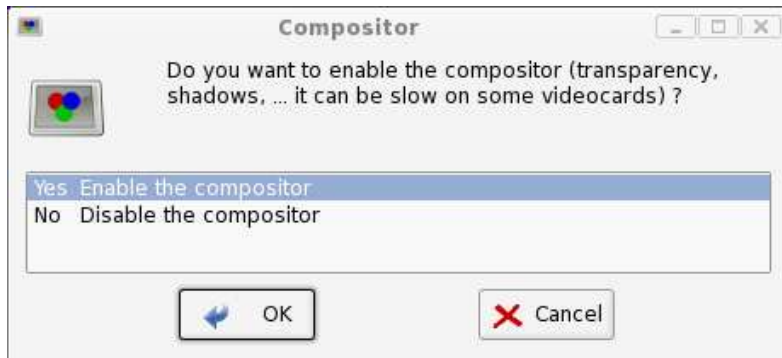 Compositor
Do you want to enable the compositor (transparency,
shadows, ... it can be slow on some videocards) ?
Yes Enable the compositor
No Disable the compositor
OK
Cancel